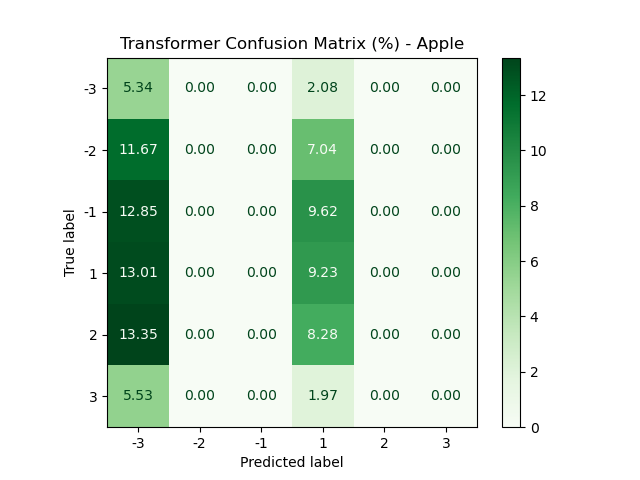 Transformer Confusion Matrix (%) - Apple
True label
-3 5.34 0.00 0.00 2.08 0.00 0.00
-2 11.67 0.00 0.00 7.04 0.00 0.00
-1 12.85 0.00 0.00 9.62 0.00 0.00
1 13.01 0.00 0.00 9.23 0.00 0.00
2 13.35 0.00 0.00 8.28 0.00 0.00
3 5.53 0.00 0.00 1.97 0.00 0.00
-3 -2 -1 1 2 3
Predicted label
12
10
8
6
4
2
0